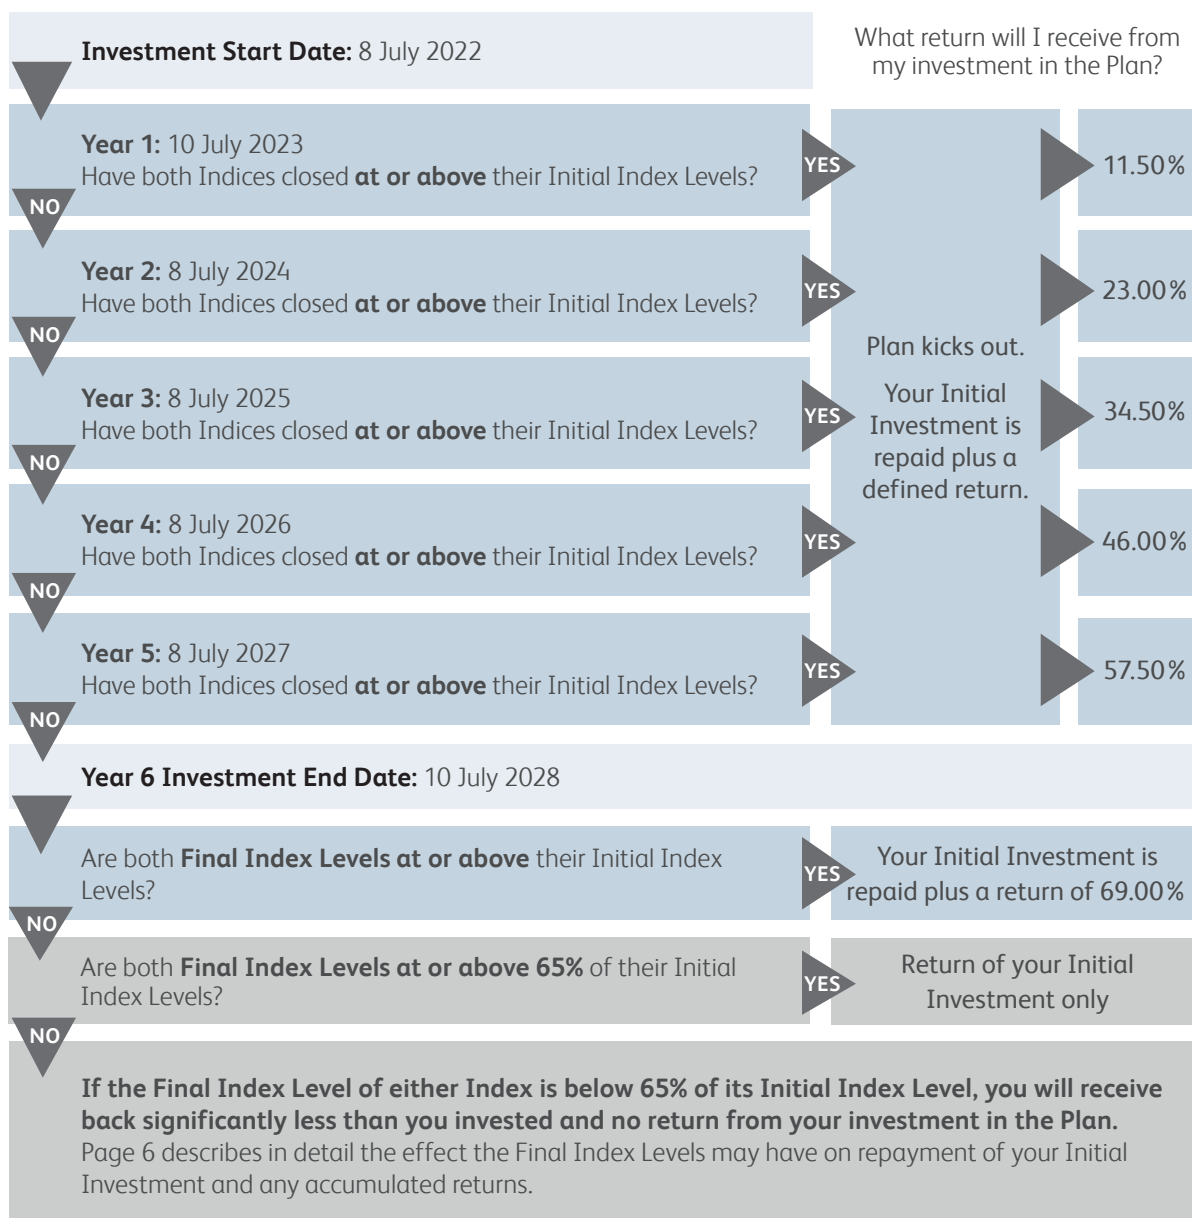 Investment Start Date: 8 July 2022
What return will I receive from
my investment in the Plan?
Year 1: 10 July 2023
Have both Indices closed at or above their Initial Index Levels?
YES
11.50%
NO
Year 2: 8 July 2024
Have both Indices closed at or above their Initial Index Levels?
YES
23.00%
NO
Year 3: 8 July 2025
Have both Indices closed at or above their Initial Index Levels?
YES
34.50%
NO
Year 4: 8 July 2026
Have both Indices closed at or above their Initial Index Levels?
YES
46.00%
NO
Year 5: 8 July 2027
Have both Indices closed at or above their Initial Index Levels?
YES
57.50%
NO
Plan kicks out.
Your Initial
Investment is
repaid plus a
defined return.
Year 6 Investment End Date: 10 July 2028
Are both Final Index Levels at or above their Initial Index
Levels?
YES
Your Initial Investment is
repaid plus a return of 69.00%
NO
Are both Final Index Levels at or above 65% of their Initial
Index Levels?
YES
Return of your Initial
Investment only
NO
If the Final Index Level of either Index is below 65% of its Initial Index Level, you will receive
back significantly less than you invested and no return from your investment in the Plan.
Page 6 describes in detail the effect the Final Index Levels may have on repayment of your Initial
Investment and any accumulated returns.